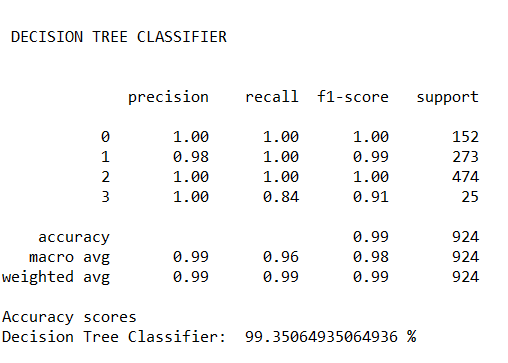 DECISION TREE CLASSIFIER
precision recall f1-score support
0 1.00 1.00 1.00 152
1 0.98 1.00 0.99 273
2 1.00 1.00 1.00 474
3 1.00 0.84 0.91 25
accuracy 0.99 924
macro avg 0.99 0.96 0.98 924
weighted avg 0.99 0.99 0.99 924
Accuracy scores
Decision Tree Classifier: 99.35064935064936 %